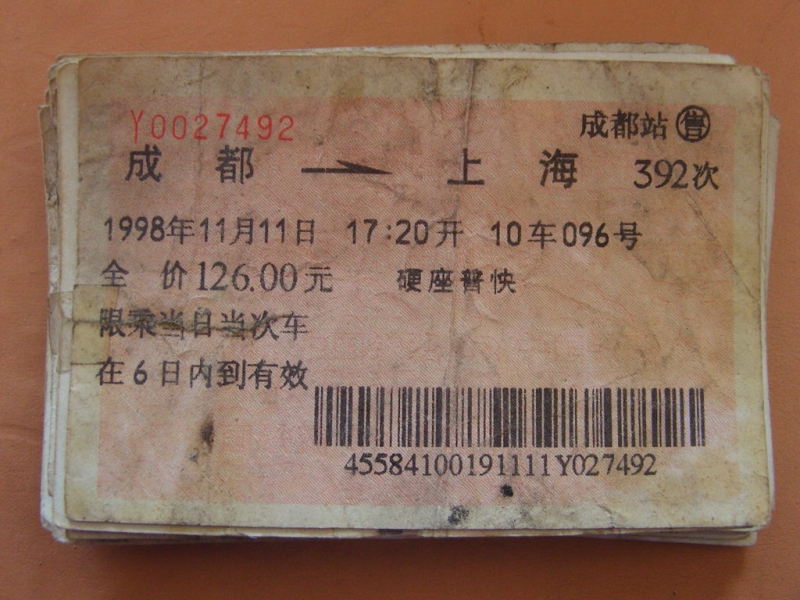 Y0027492 成都站 售
成都 → 上海 392次
1998年11月11日 17:20开 10车096号
全价126.00元 硬座普快
限乘当日当次车
在6日内到有效
45584100191111Y027492